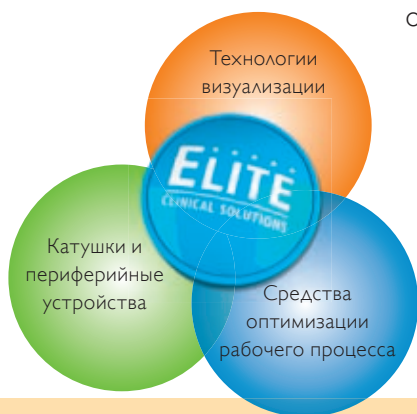 Технологии
визуализации
ELITE
CLINICAL SOLUTIONS
Катушки и
периферийные
устройства
Средства
оптимизации
рабочего процесса